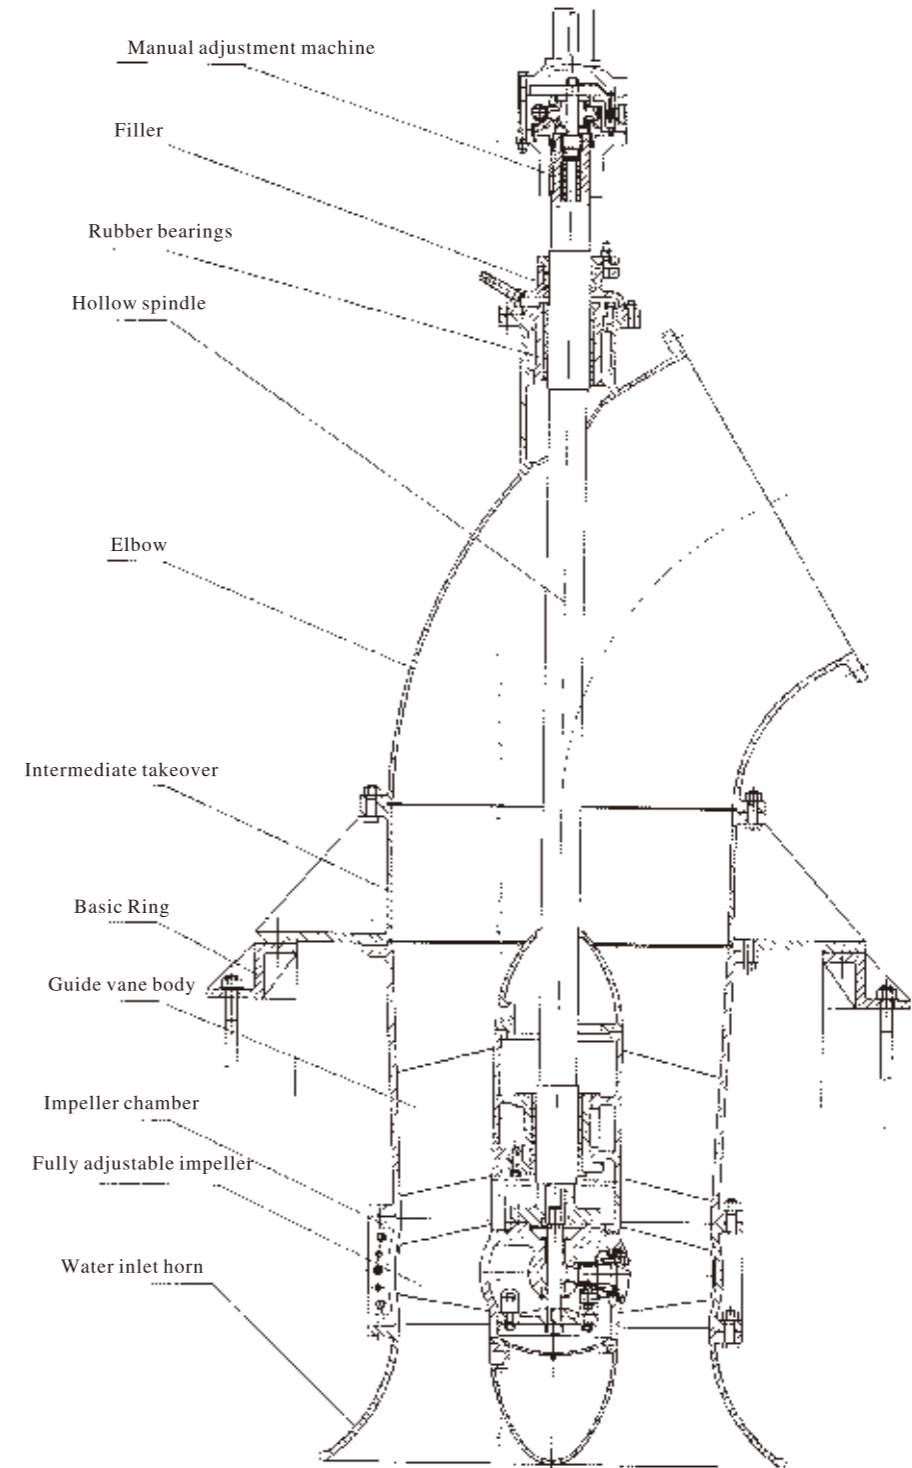 Manual adjustment machine
Filler
Rubber bearings
Hollow spindle
Elbow
Intermediate takeover
Basic Ring
Guide vane body
Impeller chamber
Fully adjustable impeller
Water inlet horn